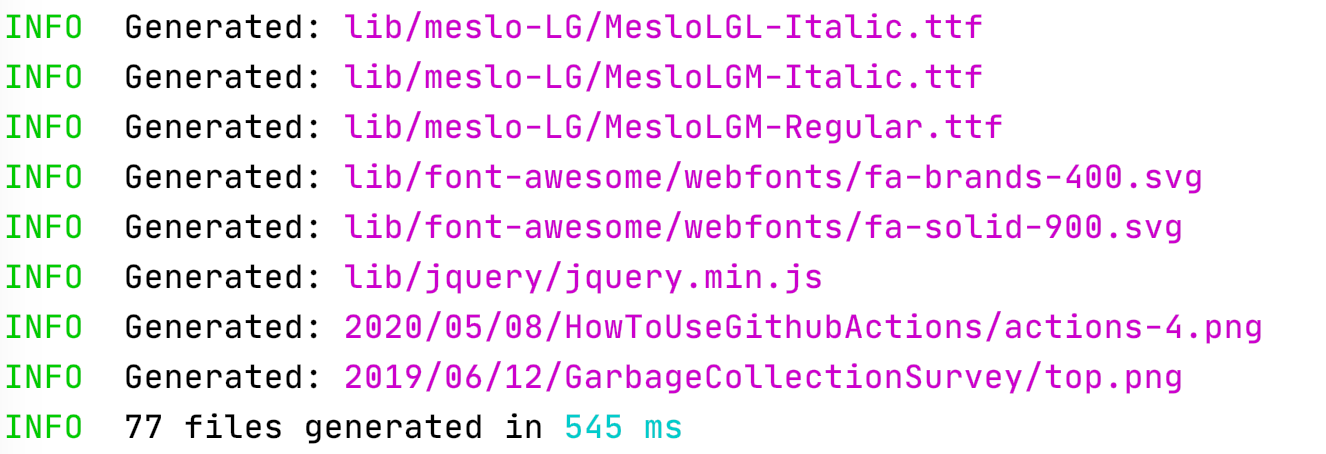 INFO  Generated: lib/meslo-LG/MesloLGL-Italic.ttf
INFO  Generated: lib/meslo-LG/MesloLGM-Italic.ttf
INFO  Generated: lib/meslo-LG/MesloLGM-Regular.ttf
INFO  Generated: lib/font-awesome/webfonts/fa-brands-400.svg
INFO  Generated: lib/font-awesome/webfonts/fa-solid-900.svg
INFO  Generated: lib/jquery/jquery.min.js
INFO  Generated: 2020/05/08/HowToUseGithubActions/actions-4.png
INFO  Generated: 2019/06/12/GarbageCollectionSurvey/top.png
INFO  77 files generated in 545 ms